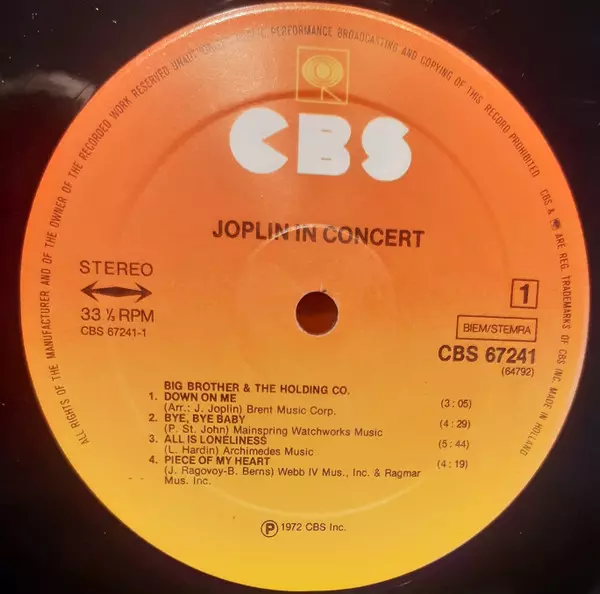 ALL RIGHTS OF THE MANUFACTURER AND OF THE OWNER OF THE RECORDED WORK RESERVED PERFORMANCE BROADCASTING AND COPYING OF THIS RECORD PROHIBITED
CBS & ARE REG. TRADEMARKS OF CBS INC. MADE IN HOLLAND
CBS
JOPLIN IN CONCERT
STEREO
33 ⅓ RPM
CBS 67241-1
1
BIEM/STEMRA
CBS 67241
(64792)
BIG BROTHER & THE HOLDING CO.
1. DOWN ON ME (3:05)
(Arr.: J. Joplin) Brent Music Corp.
2. BYE, BYE BABY (4:29)
(P. St. John) Mainspring Watchworks Music
3. ALL IS LONELINESS (5:44)
(L. Hardin) Archimedes Music
4. PIECE OF MY HEART (4:19)
(J. Ragovoy-B. Berns) Webb IV Mus., Inc. & Ragmar
Mus. Inc.
℗ 1972 CBS Inc.